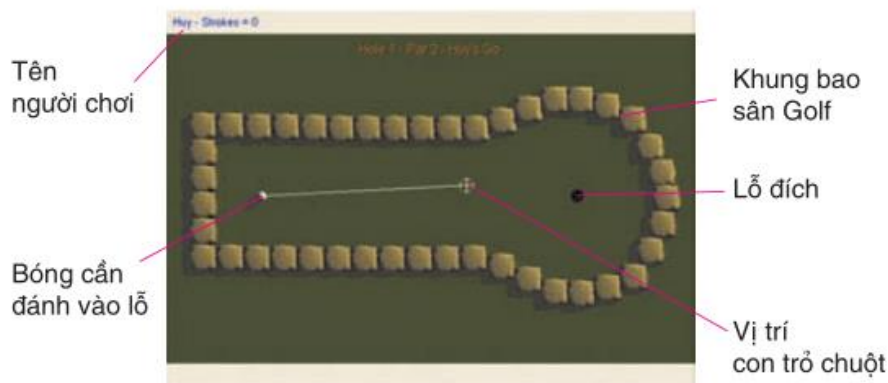 Huy - Strokes = 0
Hole 1 - Par 2 - Huy's Go
Tên
người chơi
Khung bao
sân Golf
Lỗ đích
Bóng cần
đánh vào lỗ
Vị trí
con trỏ chuột